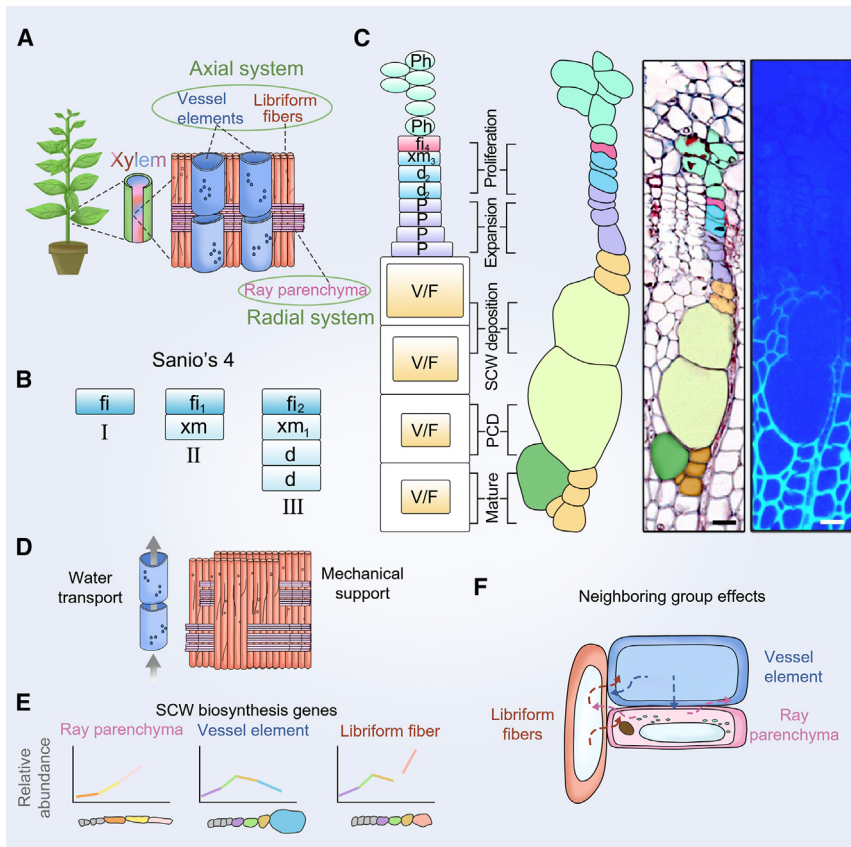 A
Axial system
Vessel
elements
Libriform
fibers
Xylem
Ray parenchyma
Radial system
B
Sanio's 4
fi
I
fi1
xm
II
fi2
xm1
d
d
III
C
Ph
Ph
fi4
xm3
d2
d2
P
P
P
P
V/F
V/F
V/F
V/F
Proliferation
Expansion
SCW deposition
PCD
Mature
D
Water
transport
Mechanical
support
E
SCW biosynthesis genes
Ray parenchyma
Vessel element
Libriform fiber
Relative
abundance
F
Neighboring group effects
Vessel
element
Libriform
fibers
Ray
parenchyma